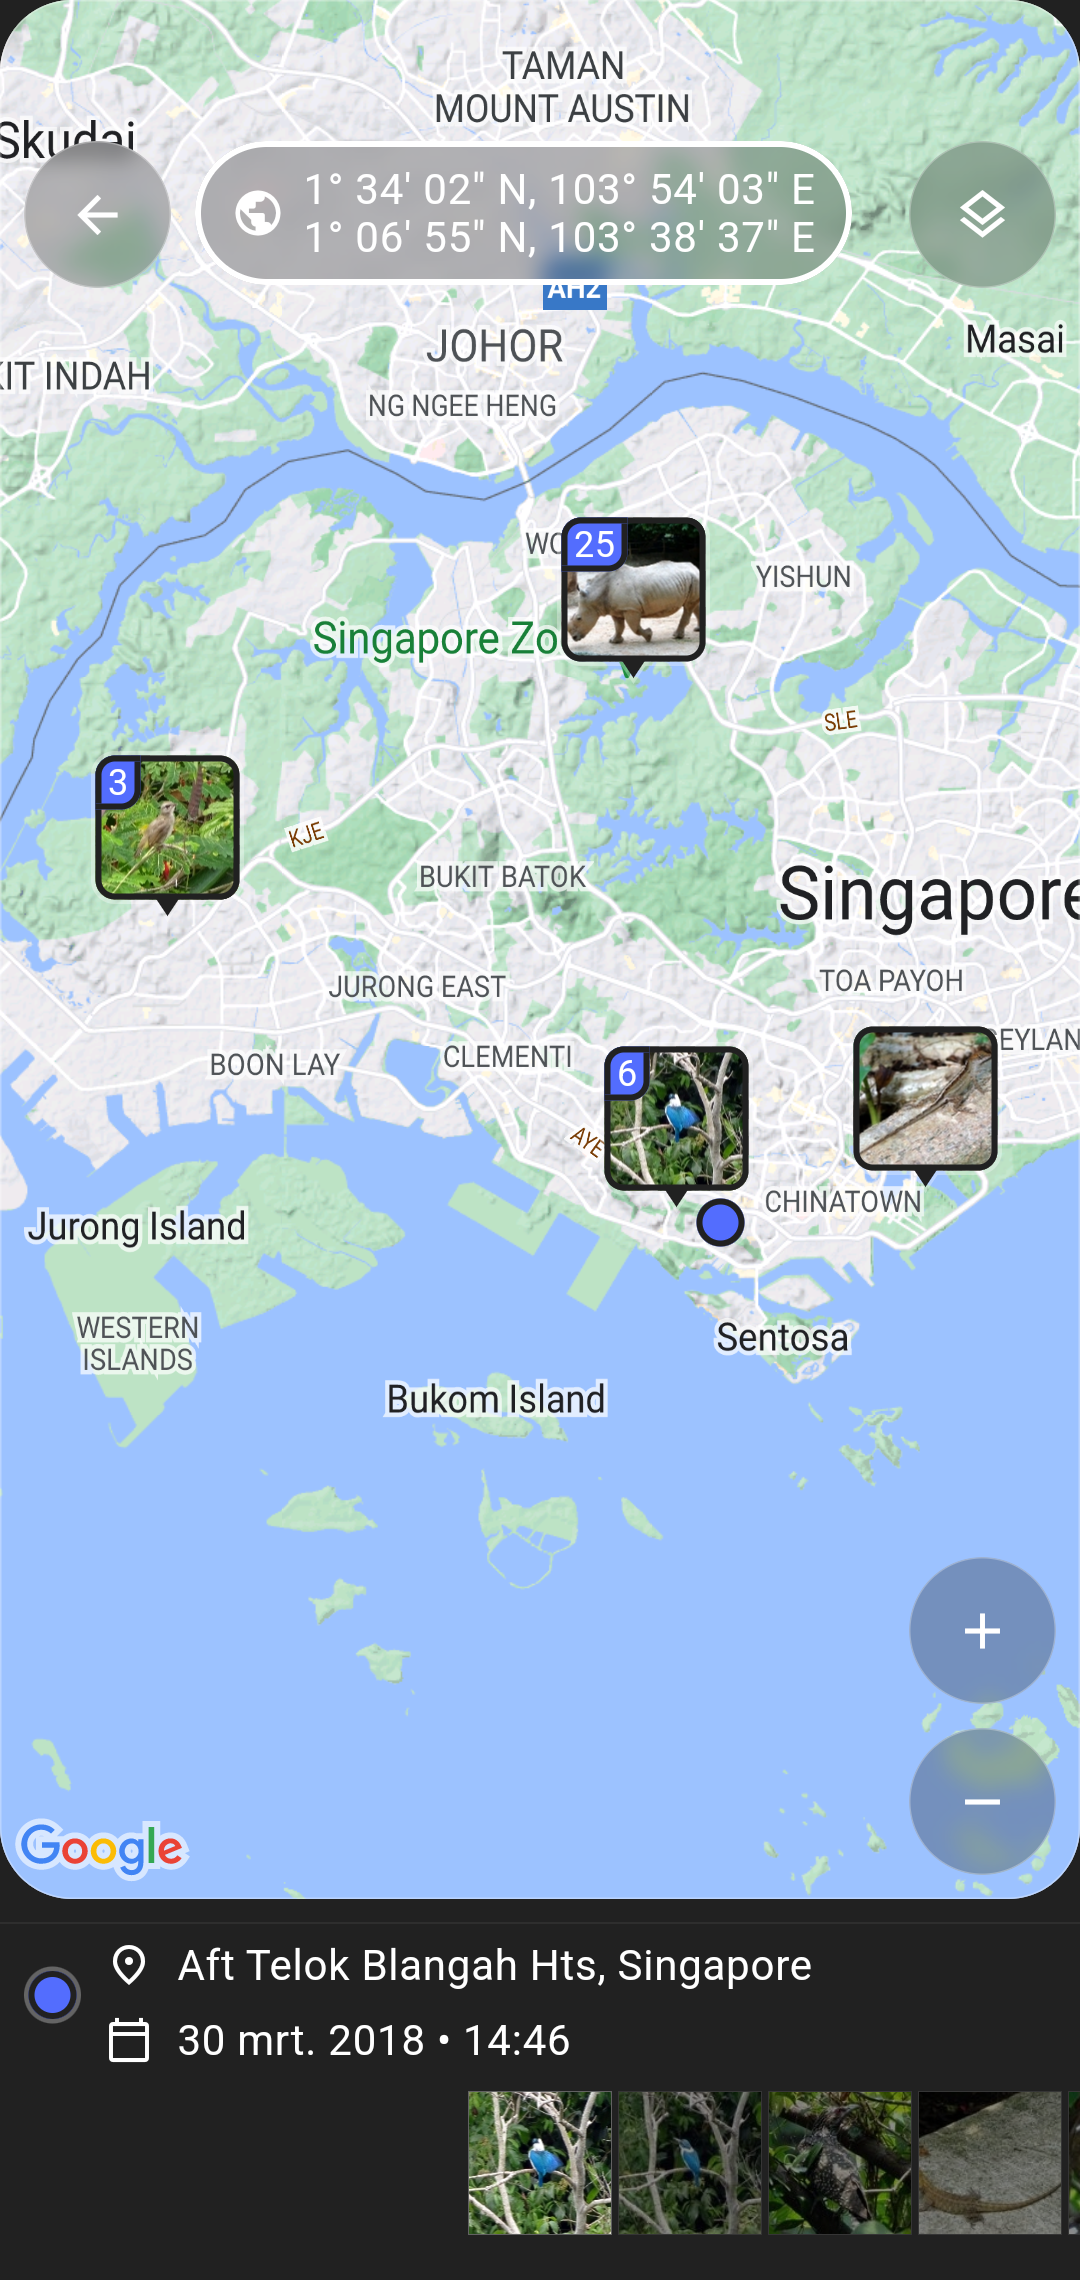 TAMAN
MOUNT AUSTIN
Skudai
1° 34' 02" N, 103° 54' 03" E
1° 06' 55" N, 103° 38' 37" E
AH2
JOHOR
Masai
KIT INDAH
NG NGEE HENG
25
WO
YISHUN
Singapore Zo
SLE
3
KJE
BUKIT BATOK
Singapore
TOA PAYOH
JURONG EAST
GEYLAN
CLEMENTI
BOON LAY
6
AYE
CHINATOWN
Jurong Island
WESTERN
ISLANDS
Sentosa
Bukom Island
Google
Aft Telok Blangah Hts, Singapore
30 mrt. 2018 • 14:46